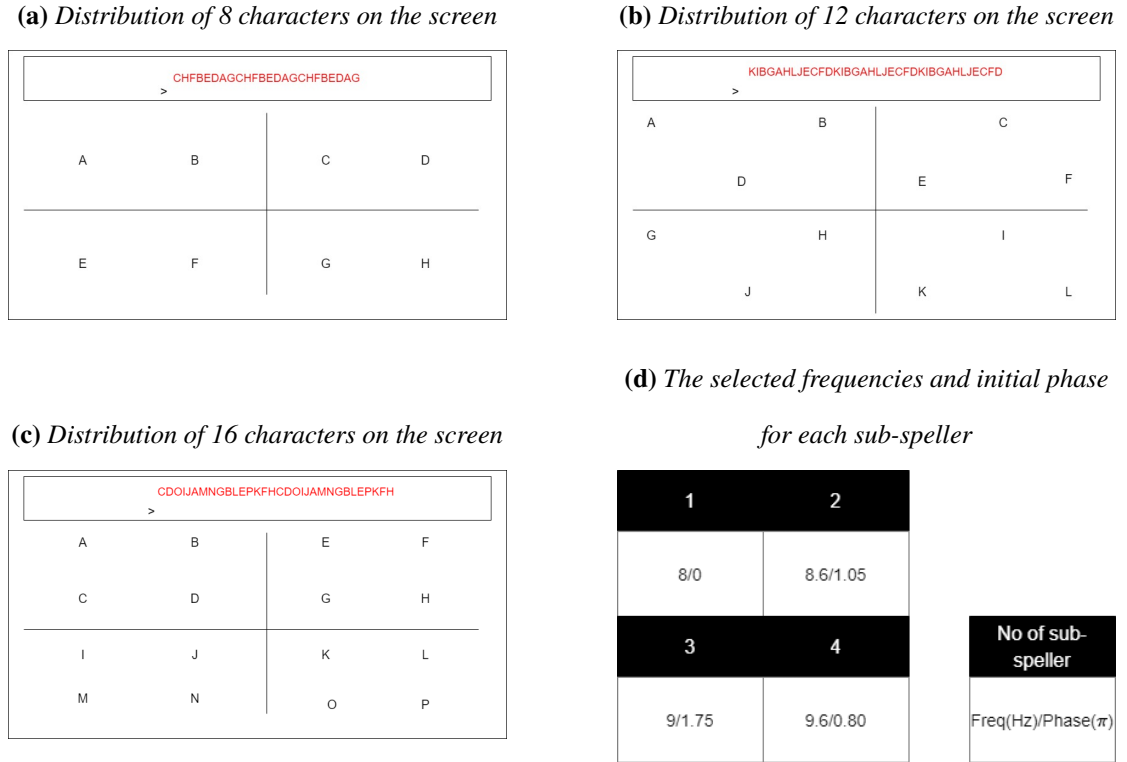 (a) Distribution of 8 characters on the screen
CHFBEDAGCHFBEDAGCHFBEDAG
>
A B C D
E F G H
(b) Distribution of 12 characters on the screen
KIBGAHLJECFDKIBGAHLJECFDKIBGAHLJECFD
>
A B C
D E F
G H I
J K L
(c) Distribution of 16 characters on the screen
CDOIJAMNGBLEPKFHCDOIJAMNGBLEPKFH
>
A B E F
C D G H
I J K L
M N O P
(d) The selected frequencies and initial phase
for each sub-speller
1 2
8/0 8.6/1.05
3 4
9/1.75 9.6/0.80
No of sub-
speller
Freq(Hz)/Phase(π)